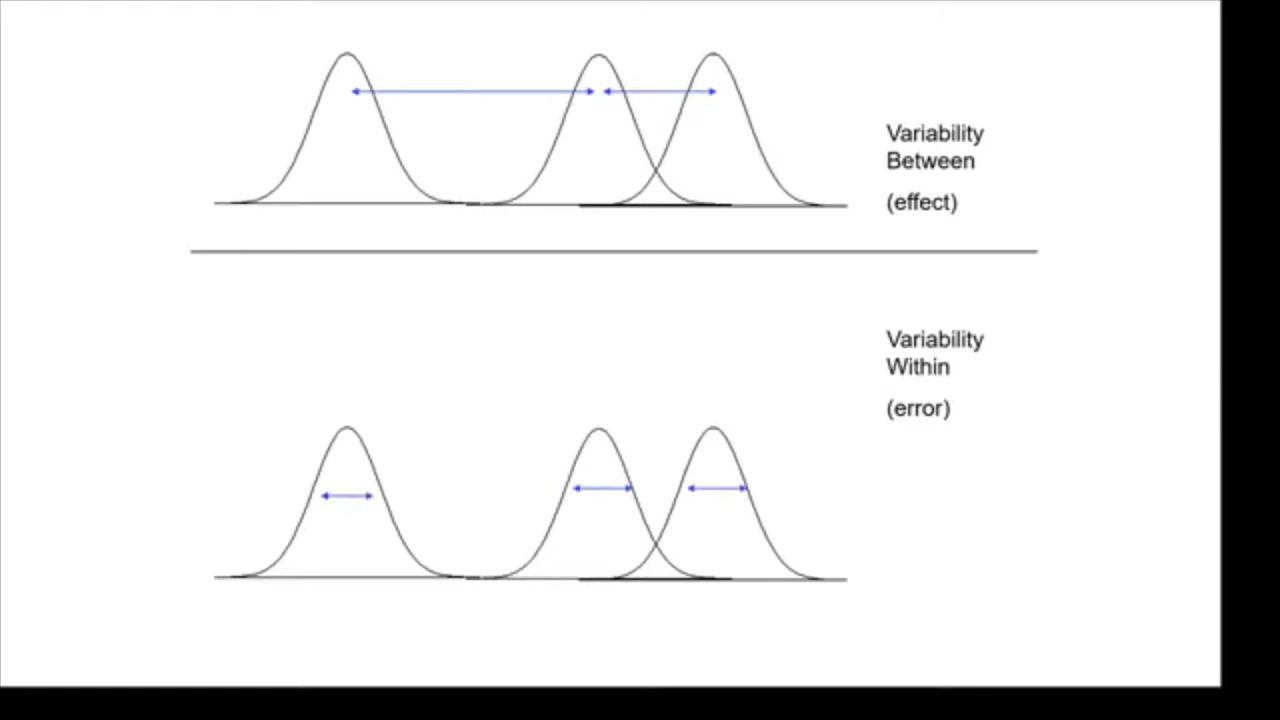 Variability
Between
(effect)
Variability
Within
(error)